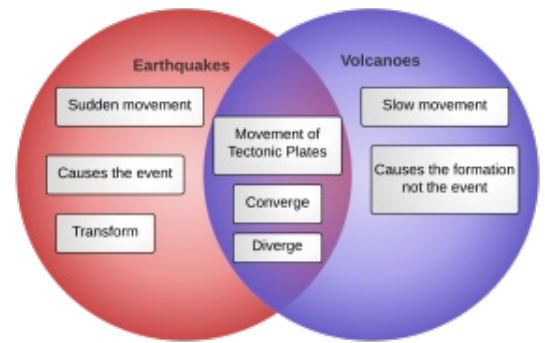 Earthquakes
Sudden movement
Causes the event
Transform
Movement of
Tectonic Plates
Converge
Diverge
Volcanoes
Slow movement
Causes the formation
not the event